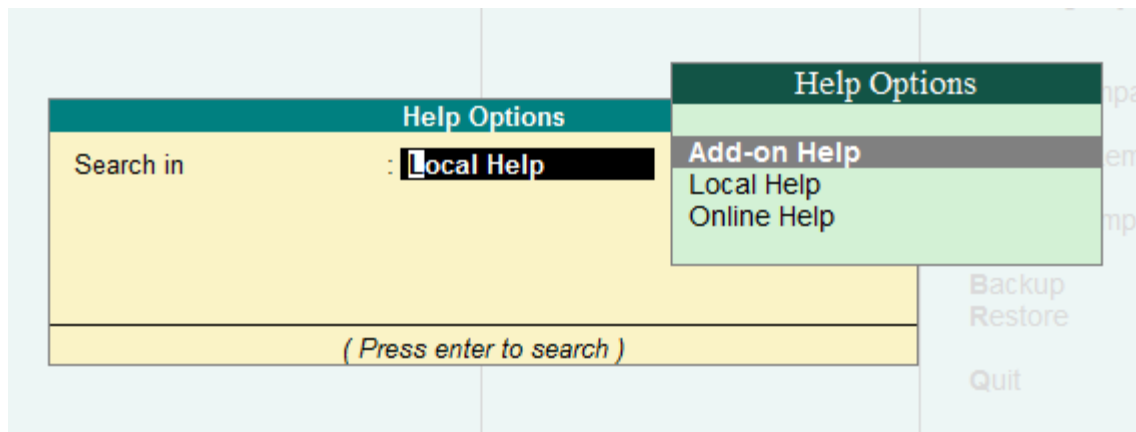 Help Options
Search in : Local Help
( Press enter to search )
Help Options
Add-on Help
Local Help
Online Help
Backup
Restore
Quit